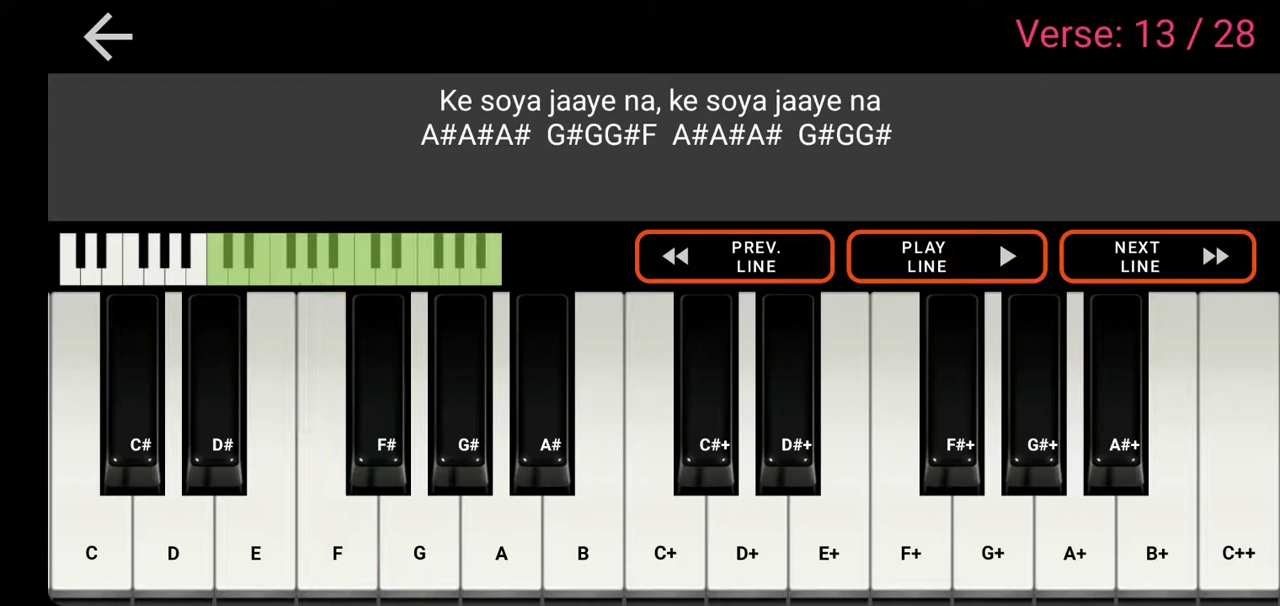 Verse: 13 / 28
Ke soya jaaye na, ke soya jaaye na
A#A#A#  G#GG#F  A#A#A#  G#GG#
PREV.
LINE
PLAY
LINE
NEXT
LINE
C# D# F# G# A# C#+ D#+ F#+ G#+ A#+
C D E F G A B C+ D+ E+ F+ G+ A+ B+ C++